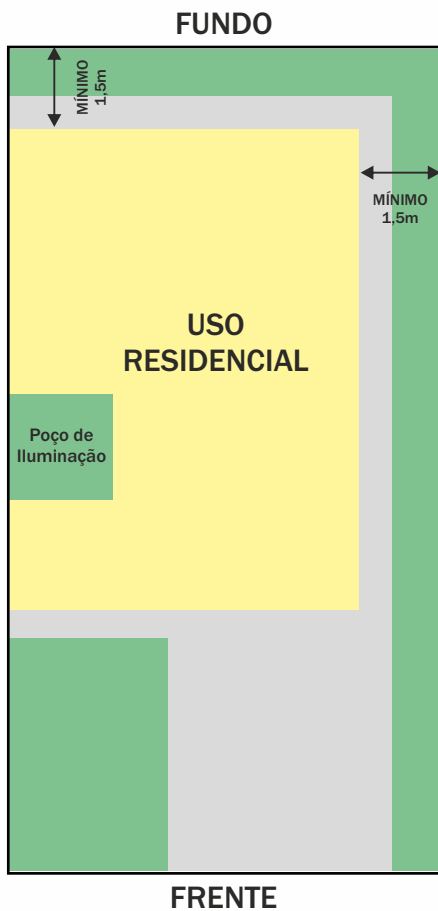 FUNDO
MÍNIMO
1,5m
MÍNIMO
1,5m
USO
RESIDENCIAL
Poço de
Iluminação
FRENTE